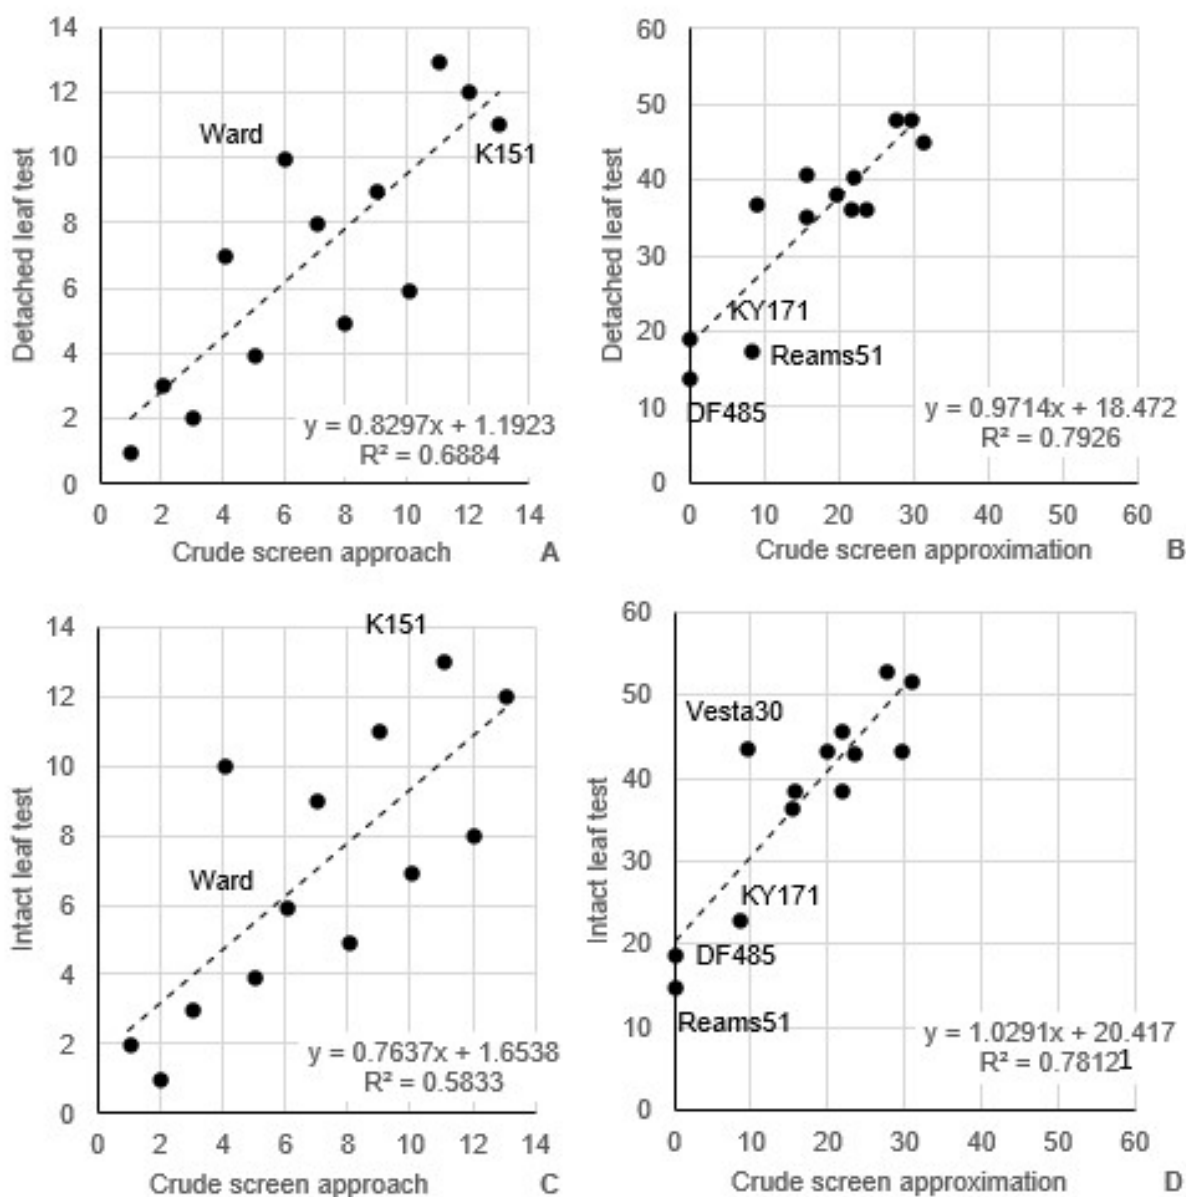 14
12
10
8
6
4
2
0
Detached leaf test
Ward
K151
y = 0.8297x + 1.1923
R² = 0.6884
0 2 4 6 8 10 12 14
Crude screen approach A
60
50
40
30
20
10
0
Detached leaf test
KY171
Reams51
DF485
y = 0.9714x + 18.472
R² = 0.7926
0 10 20 30 40 50 60
Crude screen approximation B
14
12
10
8
6
4
2
0
Intact leaf test
K151
Ward
y = 0.7637x + 1.6538
R² = 0.5833
0 2 4 6 8 10 12 14
Crude screen approach C
60
50
40
30
20
10
0
Intact leaf test
Vesta30
KY171
DF485
Reams51
y = 1.0291x + 20.417
R² = 0.7812 1
0 10 20 30 40 50 60
Crude screen approximation D